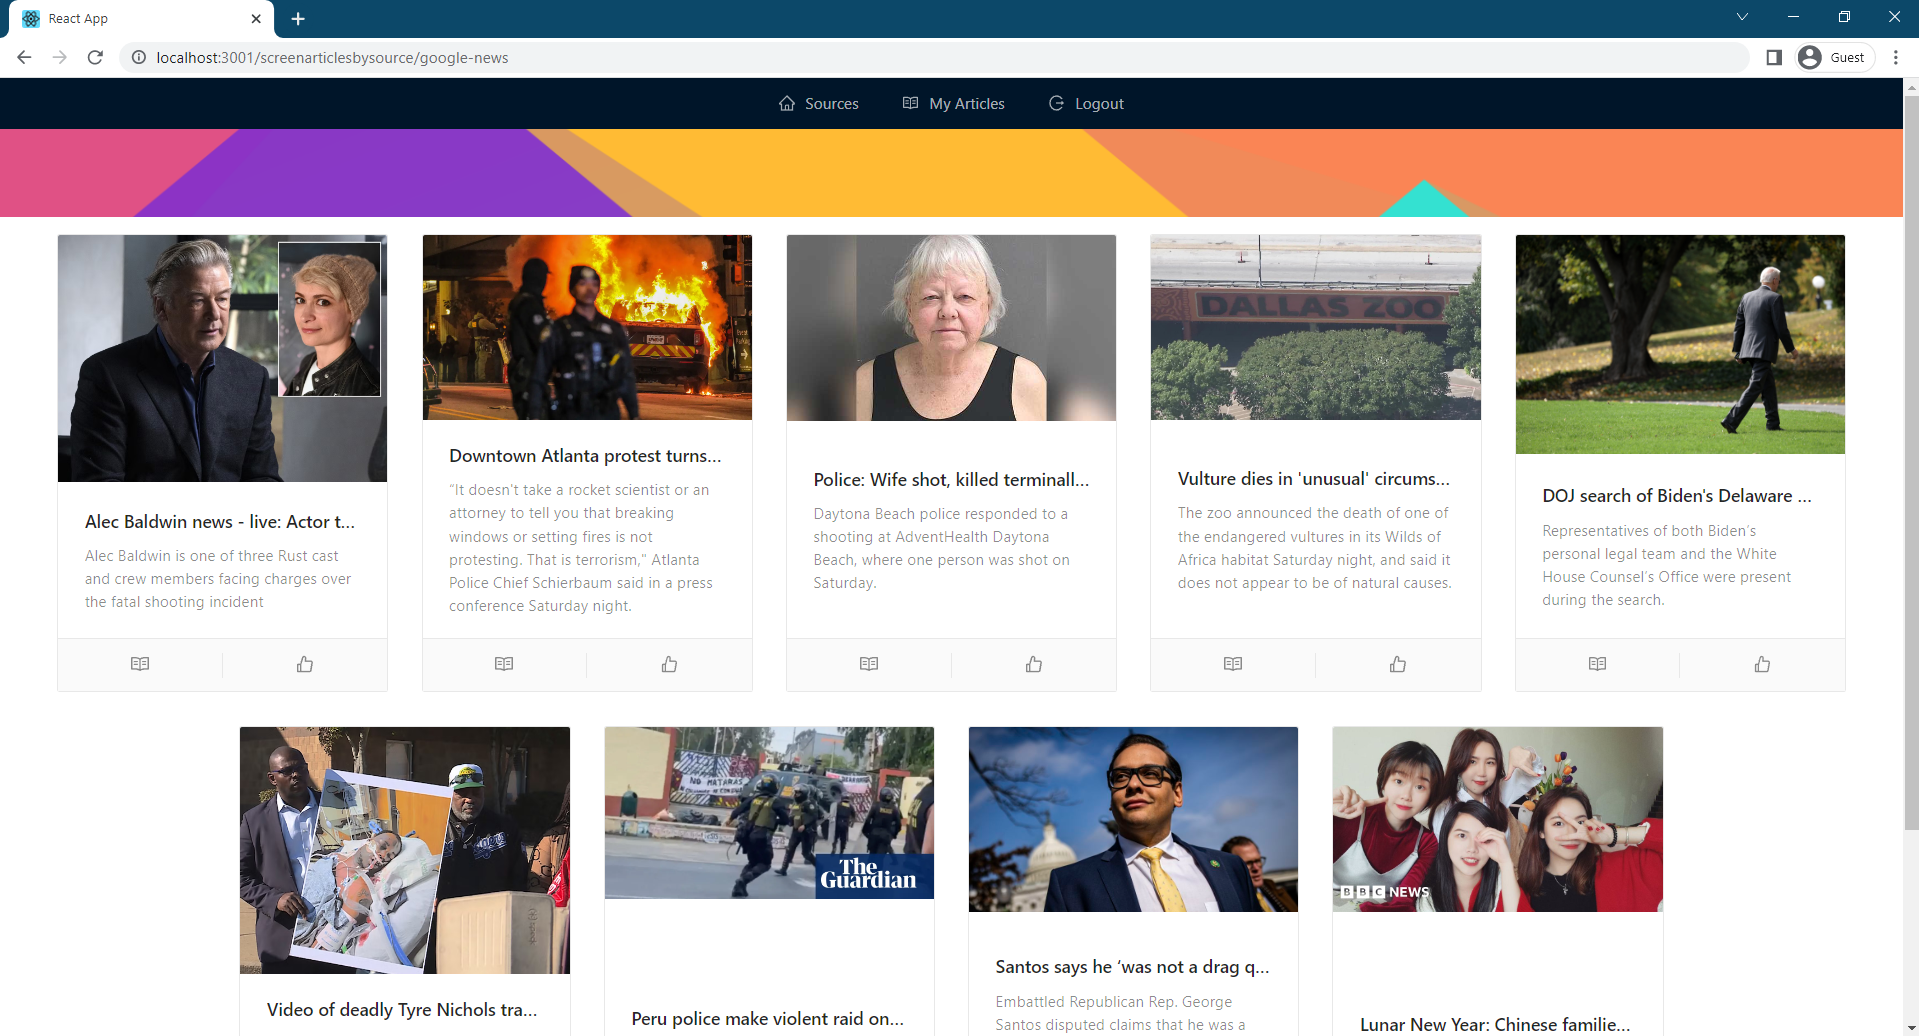 React App
localhost:3001/screenarticlesbysource/google-news
Guest
Sources
My Articles
Logout
DALLAS ZOO
Alec Baldwin news - live: Actor t...
Alec Baldwin is one of three Rust cast
and crew members facing charges over
the fatal shooting incident
Downtown Atlanta protest turns...
“It doesn't take a rocket scientist or an
attorney to tell you that breaking
windows or setting fires is not
protesting. That is terrorism,” Atlanta
Police Chief Schierbaum said in a press
conference Saturday night.
Police: Wife shot, killed terminall...
Daytona Beach police responded to a
shooting at AdventHealth Daytona
Beach, where one person was shot on
Saturday.
Vulture dies in 'unusual' circums...
The zoo announced the death of one of
the endangered vultures in its Wilds of
Africa habitat Saturday night, and said it
does not appear to be of natural causes.
DOJ search of Biden's Delaware ...
Representatives of both Biden’s
personal legal team and the White
House Counsel’s Office were present
during the search.
NO MATARAS
The
Guardian
BBC NEWS
Video of deadly Tyre Nichols tra...
Peru police make violent raid on...
Santos says he ‘was not a drag q...
Embattled Republican Rep. George
Santos disputed claims that he was a
Lunar New Year: Chinese familie...